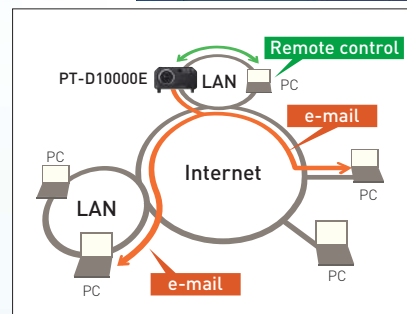 Remote control
PT-D10000E
LAN
PC
e-mail
PC
Internet
PC
LAN
PC
PC
e-mail